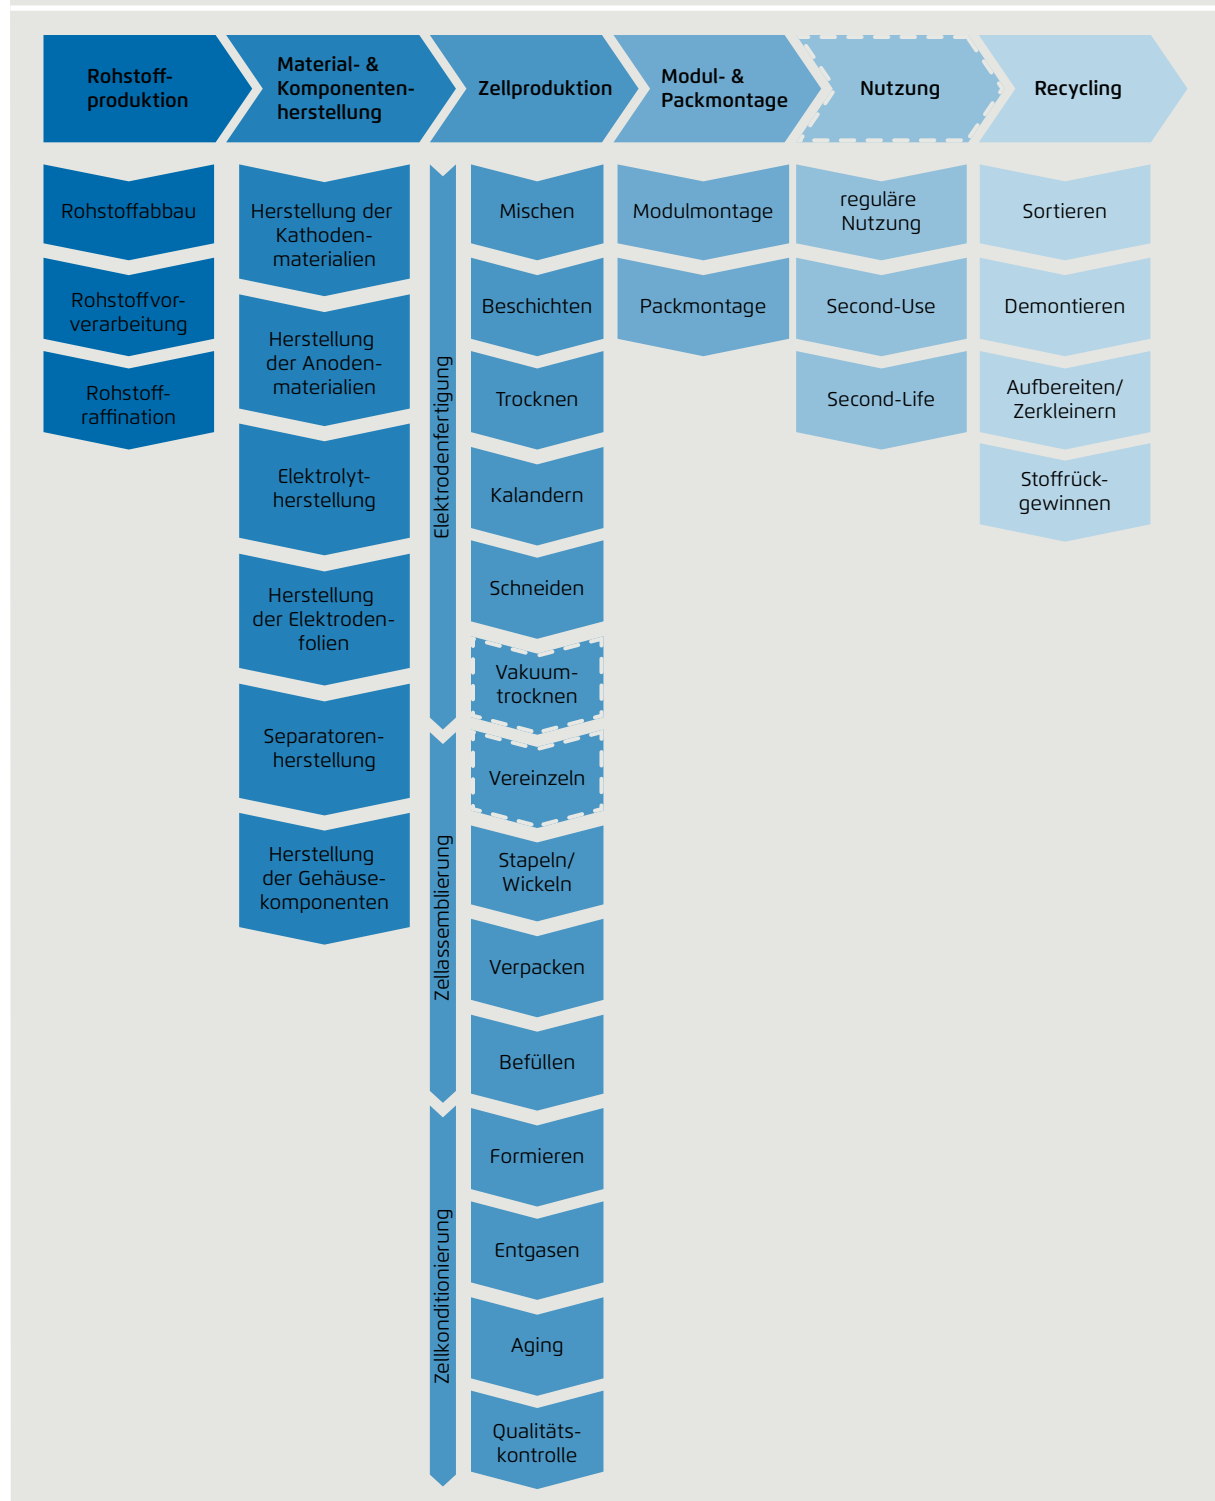 Rohstoff-
produktion
Material- &
Komponenten-
herstellung
Zellproduktion
Modul- &
Packmontage
Nutzung
Recycling
Rohstoffabbau
Rohstoffvor-
verarbeitung
Rohstoff-
raffination
Herstellung der
Kathoden-
materialien
Herstellung
der Anoden-
materialien
Elektrolyt-
herstellung
Herstellung
der Elektroden-
folien
Separatoren-
herstellung
Herstellung
der Gehäuse-
komponenten
Elektrodenfertigung
Zellassemblierung
Zellkonditionierung
Mischen
Beschichten
Trocknen
Kalandern
Schneiden
Vakuum-
trocknen
Vereinzeln
Stapeln/
Wickeln
Verpacken
Befüllen
Formieren
Entgasen
Aging
Qualitäts-
kontrolle
Modulmontage
Packmontage
reguläre
Nutzung
Second-Use
Second-Life
Sortieren
Demontieren
Aufbereiten/
Zerkleinern
Stoffrück-
gewinnen